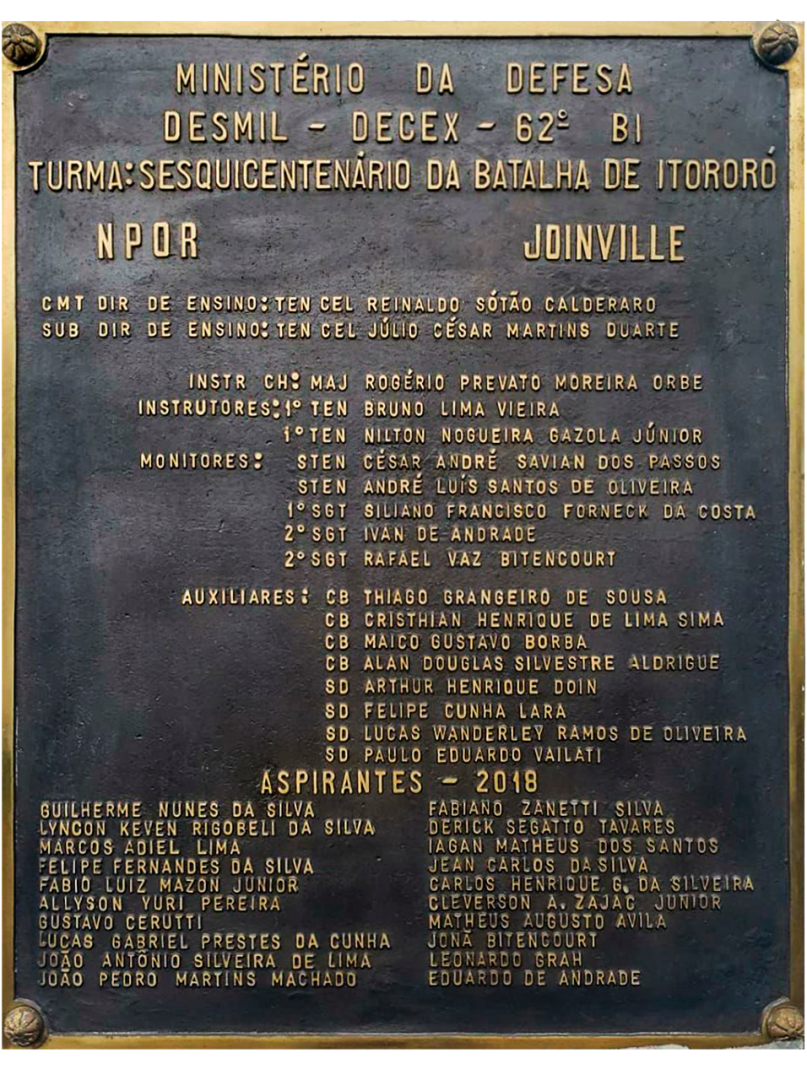 MINISTÉRIO DA DEFESA
DESMIL - DECEX - 62º BI
TURMA: SESQUICENTENÁRIO DA BATALHA DE ITORORÓ
NPOR JOINVILLE
CMT DIR DE ENSINO: TEN CEL REINALDO SÓTÃO CALDERARO
SUB DIR DE ENSINO: TEN CEL JÚLIO CÉSAR MARTINS DUARTE
INSTR CH: MAJ ROGÉRIO PREVATO MOREIRA ORBE
INSTRUTORES: 1º TEN BRUNO LIMA VIEIRA
1º TEN NILTON NOGUEIRA GAZOLA JÚNIOR
MONITORES: STEN CÉSAR ANDRÉ SAVIAN DOS PASSOS
STEN ANDRÉ LUÍS SANTOS DE OLIVEIRA
1º SGT SILIANO FRANCISCO FORNECK DA COSTA
2º SGT IVAN DE ANDRADE
2º SGT RAFAEL VAZ BITENCOURT
AUXILIARES: CB THIAGO GRANGEIRO DE SOUSA
CB CRISTHIAN HENRIQUE DE LIMA SIMA
CB MAICO GUSTAVO BORBA
CB ALAN DOUGLAS SILVESTRE ALDRIGUE
SD ARTHUR HENRIQUE DOIN
SD FELIPE CUNHA LARA
SD LUCAS WANDERLEY RAMOS DE OLIVEIRA
SD PAULO EDUARDO VAILATI
ASPIRANTES - 2018
GUILHERME NUNES DA SILVA
LYNCON KEVEN RIGOBELI DA SILVA
MARCOS ADIEL LIMA
FELIPE FERNANDES DA SILVA
FABIO LUIZ MAZON JUNIOR
ALLYSON YURI PEREIRA
GUSTAVO CERUTTI
LUCAS GABRIEL PRESTES DA CUNHA
JOÃO ANTÔNIO SILVEIRA DE LIMA
JOÃO PEDRO MARTINS MACHADO
FABIANO ZANETTI SILVA
DERICK SEGATTO TAVARES
IAGAN MATHEUS DOS SANTOS
JEAN CARLOS DA SILVA
CARLOS HENRIQUE G. DA SILVEIRA
CLEVERSON A. ZAJAC JUNIOR
MATHEUS AUGUSTO AVILA
JONÃ BITENCOURT
LEONARDO GRAH
EDUARDO DE ANDRADE